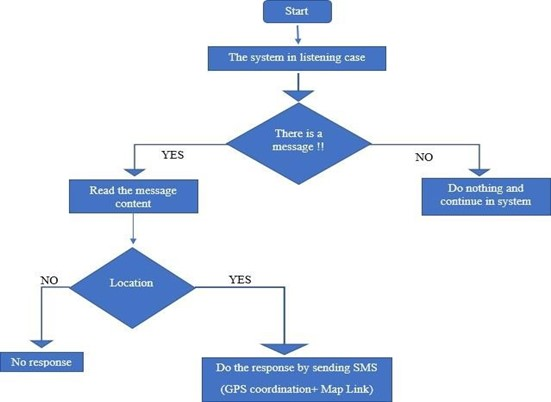 Start
The system in listening case
There is a
message !!
YES
NO
Read the message
content
Do nothing and
continue in system
Location
NO
YES
No response
Do the response by sending SMS
(GPS coordination+ Map Link)